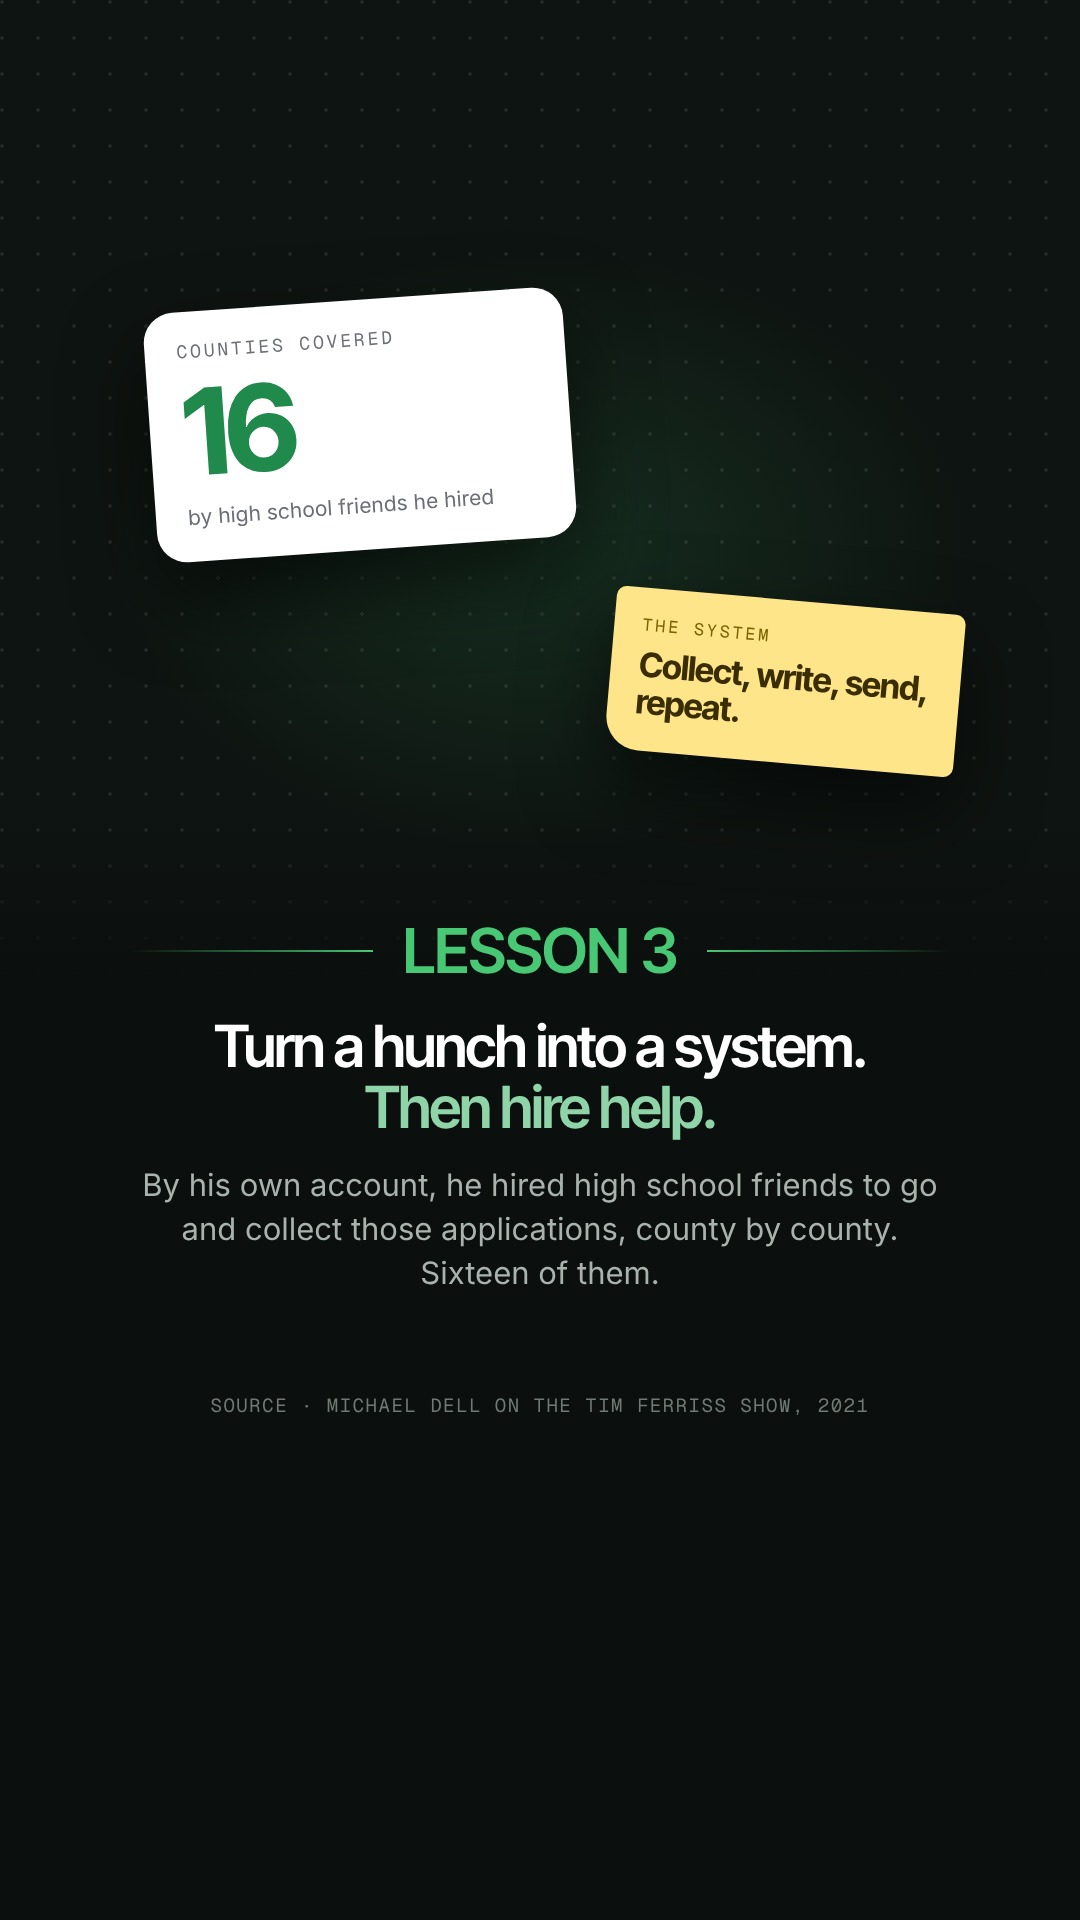 COUNTIES COVERED
16
by high school friends he hired
THE SYSTEM
Collect, write, send,
repeat.
LESSON 3
Turn a hunch into a system.
Then hire help.
By his own account, he hired high school friends to go
and collect those applications, county by county.
Sixteen of them.
SOURCE · MICHAEL DELL ON THE TIM FERRISS SHOW, 2021